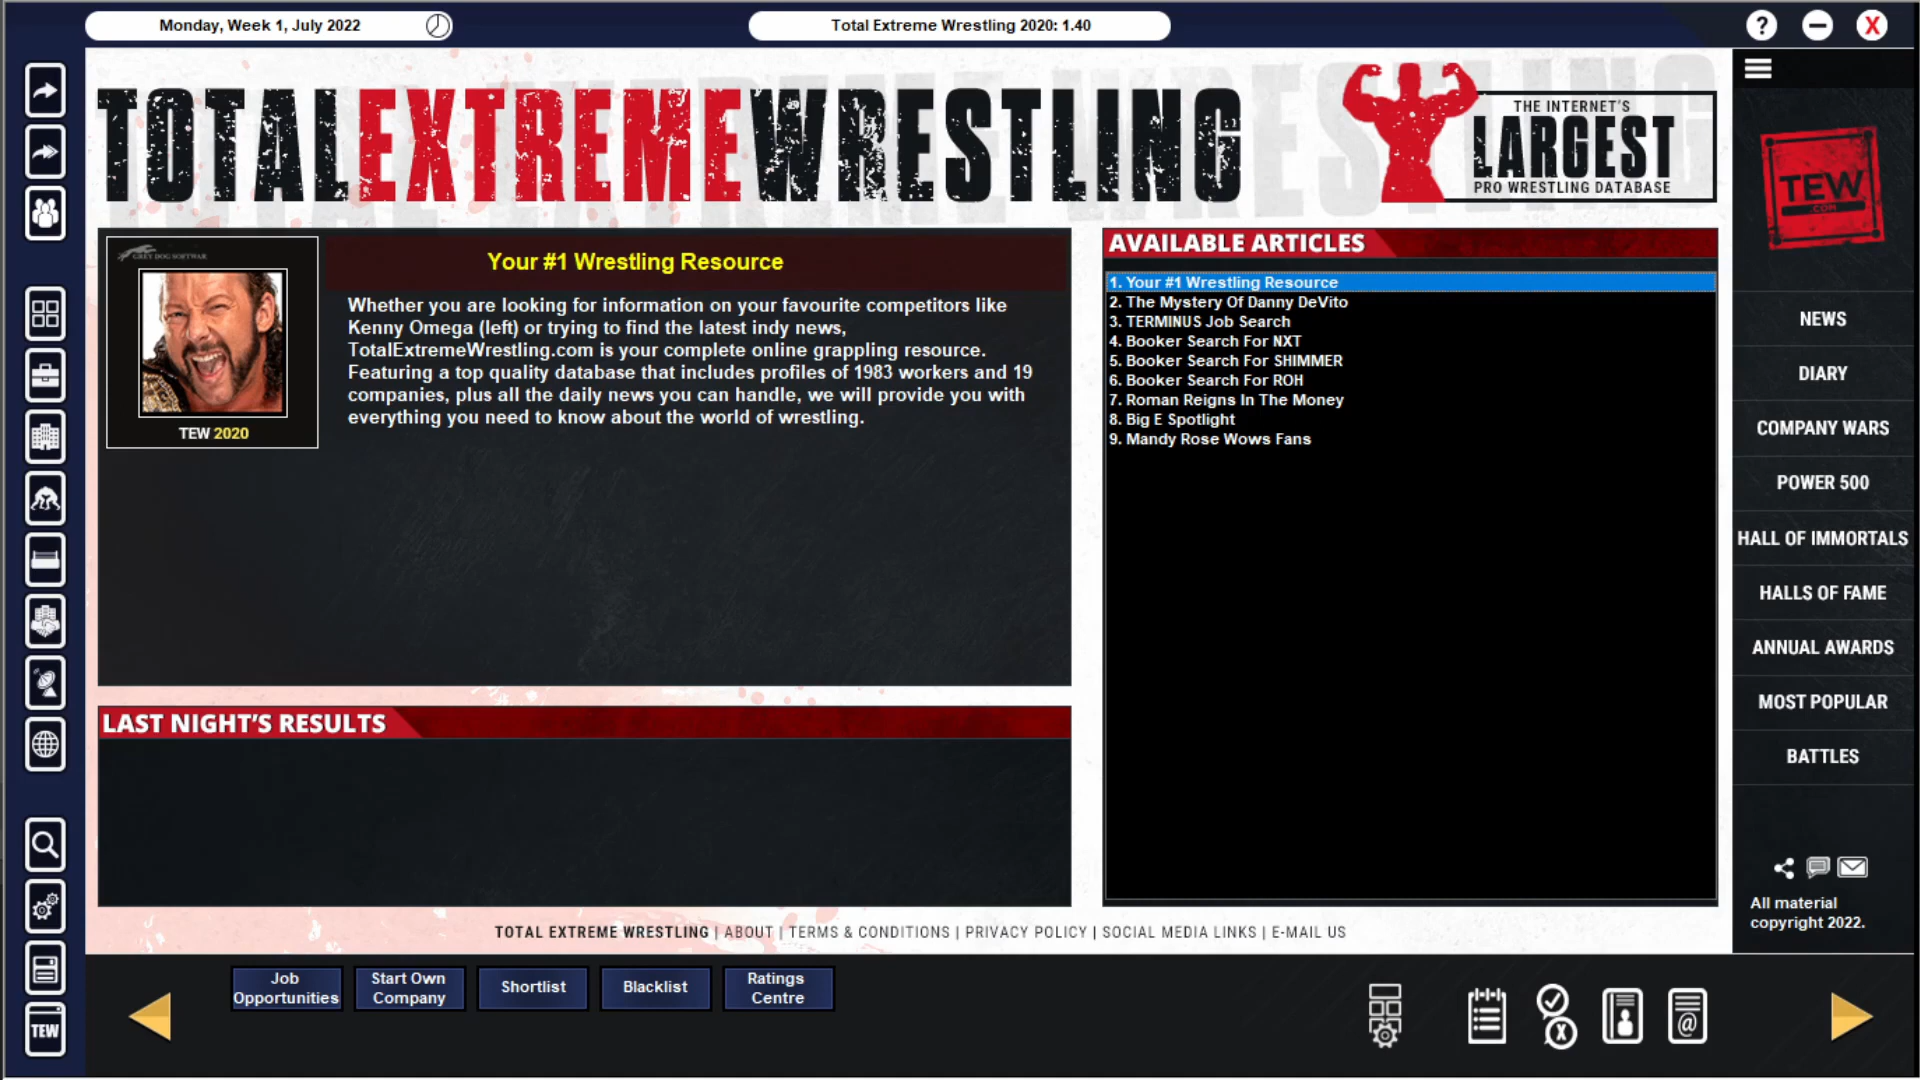 Monday, Week 1, July 2022
Total Extreme Wrestling 2020: 1.40
?
X
TOTALEXTREMEWRESTLING
THE INTERNET'S
LARGEST
PRO WRESTLING DATABASE
TEW
.COM
GREY DOG SOFTWARE
TEW 2020
Your #1 Wrestling Resource
Whether you are looking for information on your favourite competitors like
Kenny Omega (left) or trying to find the latest indy news,
TotalExtremeWrestling.com is your complete online grappling resource.
Featuring a top quality database that includes profiles of 1983 workers and 19
companies, plus all the daily news you can handle, we will provide you with
everything you need to know about the world of wrestling.
AVAILABLE ARTICLES
1. Your #1 Wrestling Resource
2. The Mystery Of Danny DeVito
3. TERMINUS Job Search
4. Booker Search For NXT
5. Booker Search For SHIMMER
6. Booker Search For ROH
7. Roman Reigns In The Money
8. Big E Spotlight
9. Mandy Rose Wows Fans
LAST NIGHT'S RESULTS
NEWS
DIARY
COMPANY WARS
POWER 500
HALL OF IMMORTALS
HALLS OF FAME
ANNUAL AWARDS
MOST POPULAR
BATTLES
All material
copyright 2022.
TOTAL EXTREME WRESTLING | ABOUT | TERMS & CONDITIONS | PRIVACY POLICY | SOCIAL MEDIA LINKS | E-MAIL US
TEW
Job
Opportunities
Start Own
Company
Shortlist
Blacklist
Ratings
Centre